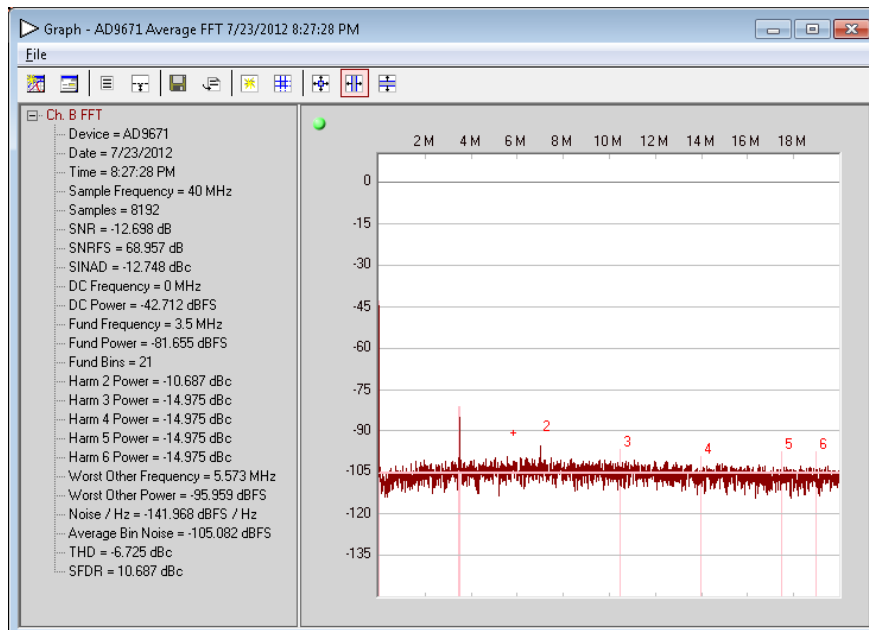 Graph - AD9671 Average FFT 7/23/2012 8:27:28 PM
File
Ch. B FFT
Device = AD9671
Date = 7/23/2012
Time = 8:27:28 PM
Sample Frequency = 40 MHz
Samples = 8192
SNR = -12.698 dB
SNRFS = 68.957 dB
SINAD = -12.748 dBc
DC Frequency = 0 MHz
DC Power = -42.712 dBFS
Fund Frequency = 3.5 MHz
Fund Power = -81.655 dBFS
Fund Bins = 21
Harm 2 Power = -10.687 dBc
Harm 3 Power = -14.975 dBc
Harm 4 Power = -14.975 dBc
Harm 5 Power = -14.975 dBc
Harm 6 Power = -14.975 dBc
Worst Other Frequency = 5.573 MHz
Worst Other Power = -95.959 dBFS
Noise / Hz = -141.968 dBFS / Hz
Average Bin Noise = -105.082 dBFS
THD = -6.725 dBc
SFDR = 10.687 dBc
2 M 4 M 6 M 8 M 10 M 12 M 14 M 16 M 18 M
0
-15
-30
-45
-60
-75
-90
-105
-120
-135
+ 2 3 4 5 6